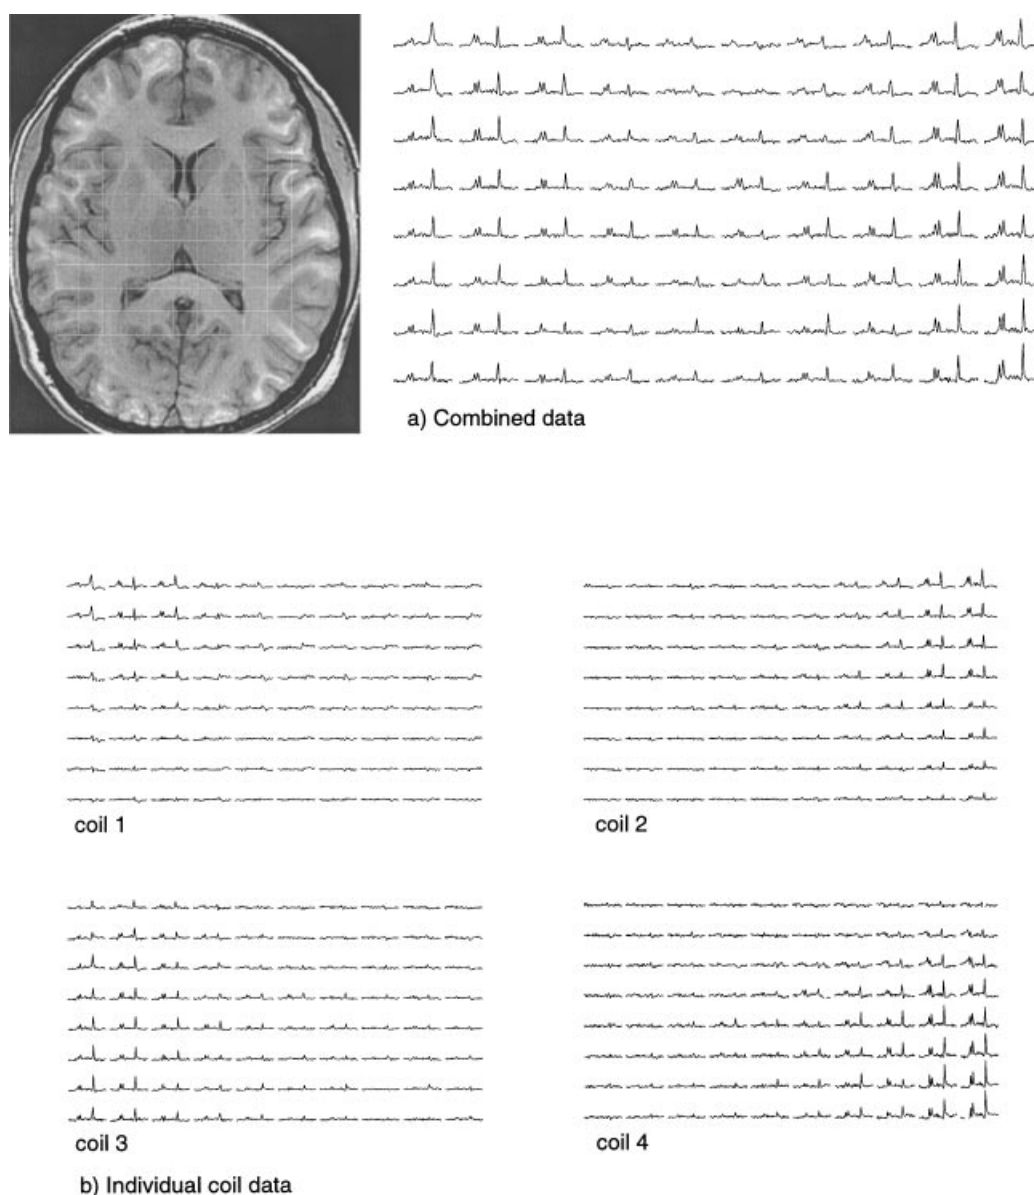 a) Combined data
coil 1
coil 2
coil 3
coil 4
b) Individual coil data